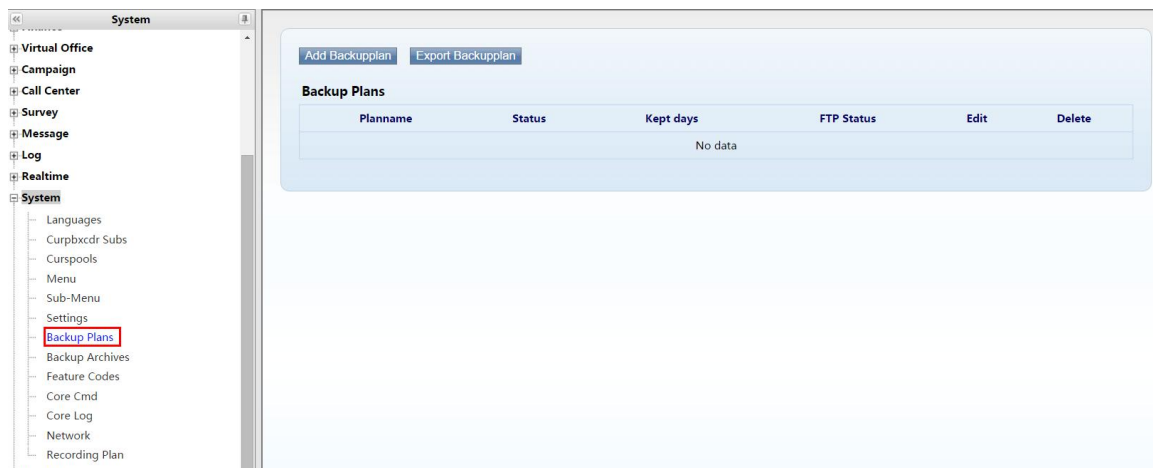 System
Virtual Office
Campaign
Call Center
Survey
Message
Log
Realtime
System
Languages
Curpbxcdr Subs
Curspools
Menu
Sub-Menu
Settings
Backup Plans
Backup Archives
Feature Codes
Core Cmd
Core Log
Network
Recording Plan
Add Backupplan Export Backupplan
Backup Plans
Planname Status Kept days FTP Status Edit Delete
No data